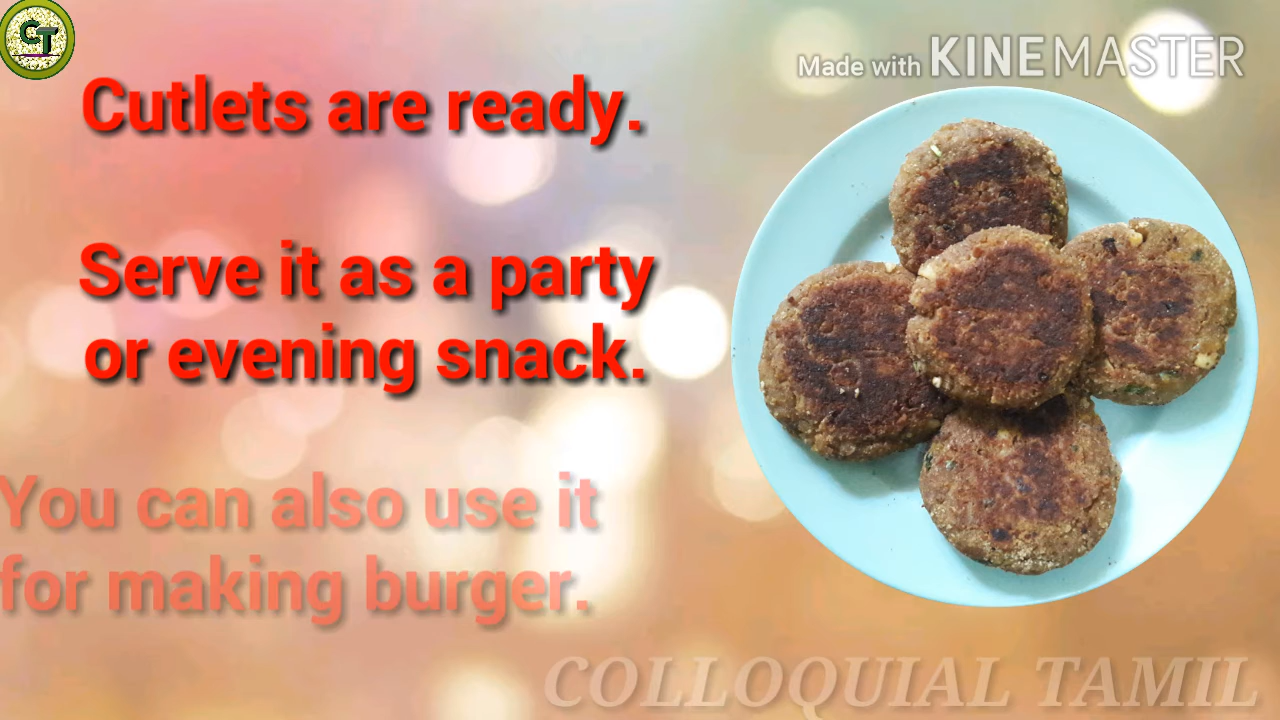 CT
Made with KINEMASTER
Cutlets are ready.
Serve it as a party
or evening snack.
You can also use it
for making burger.
COLLOQUIAL TAMIL